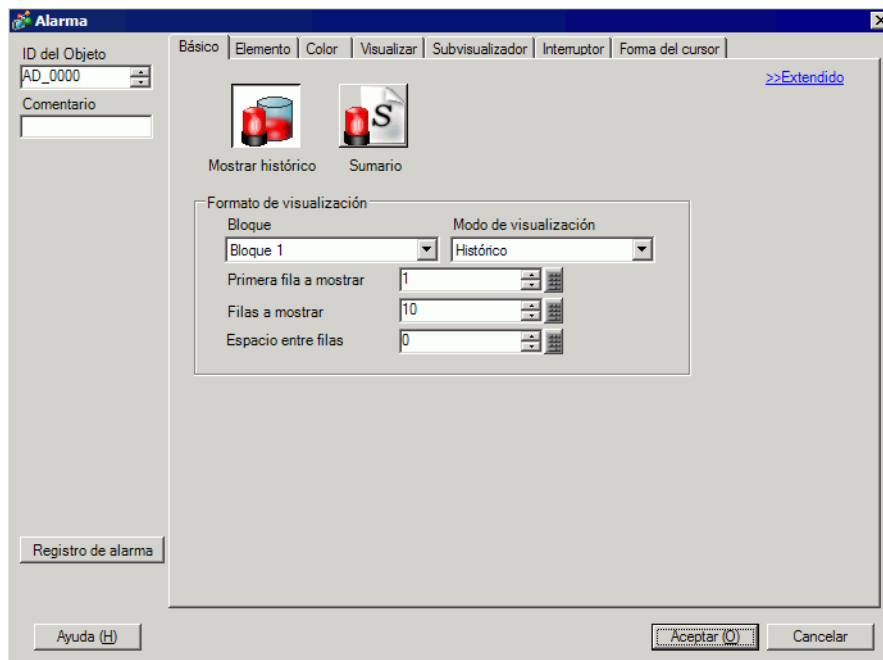 Alarma
ID del Objeto
AD_0000
Comentario
Básico Elemento Color Visualizar Subvisualizador Interruptor Forma del cursor
>>Extendido
S
Mostrar histórico Sumario
Formato de visualización
Bloque Modo de visualización
Bloque 1 Histórico
Primera fila a mostrar 1
Filas a mostrar 10
Espacio entre filas 0
Registro de alarma
Ayuda (H) Aceptar (O) Cancelar